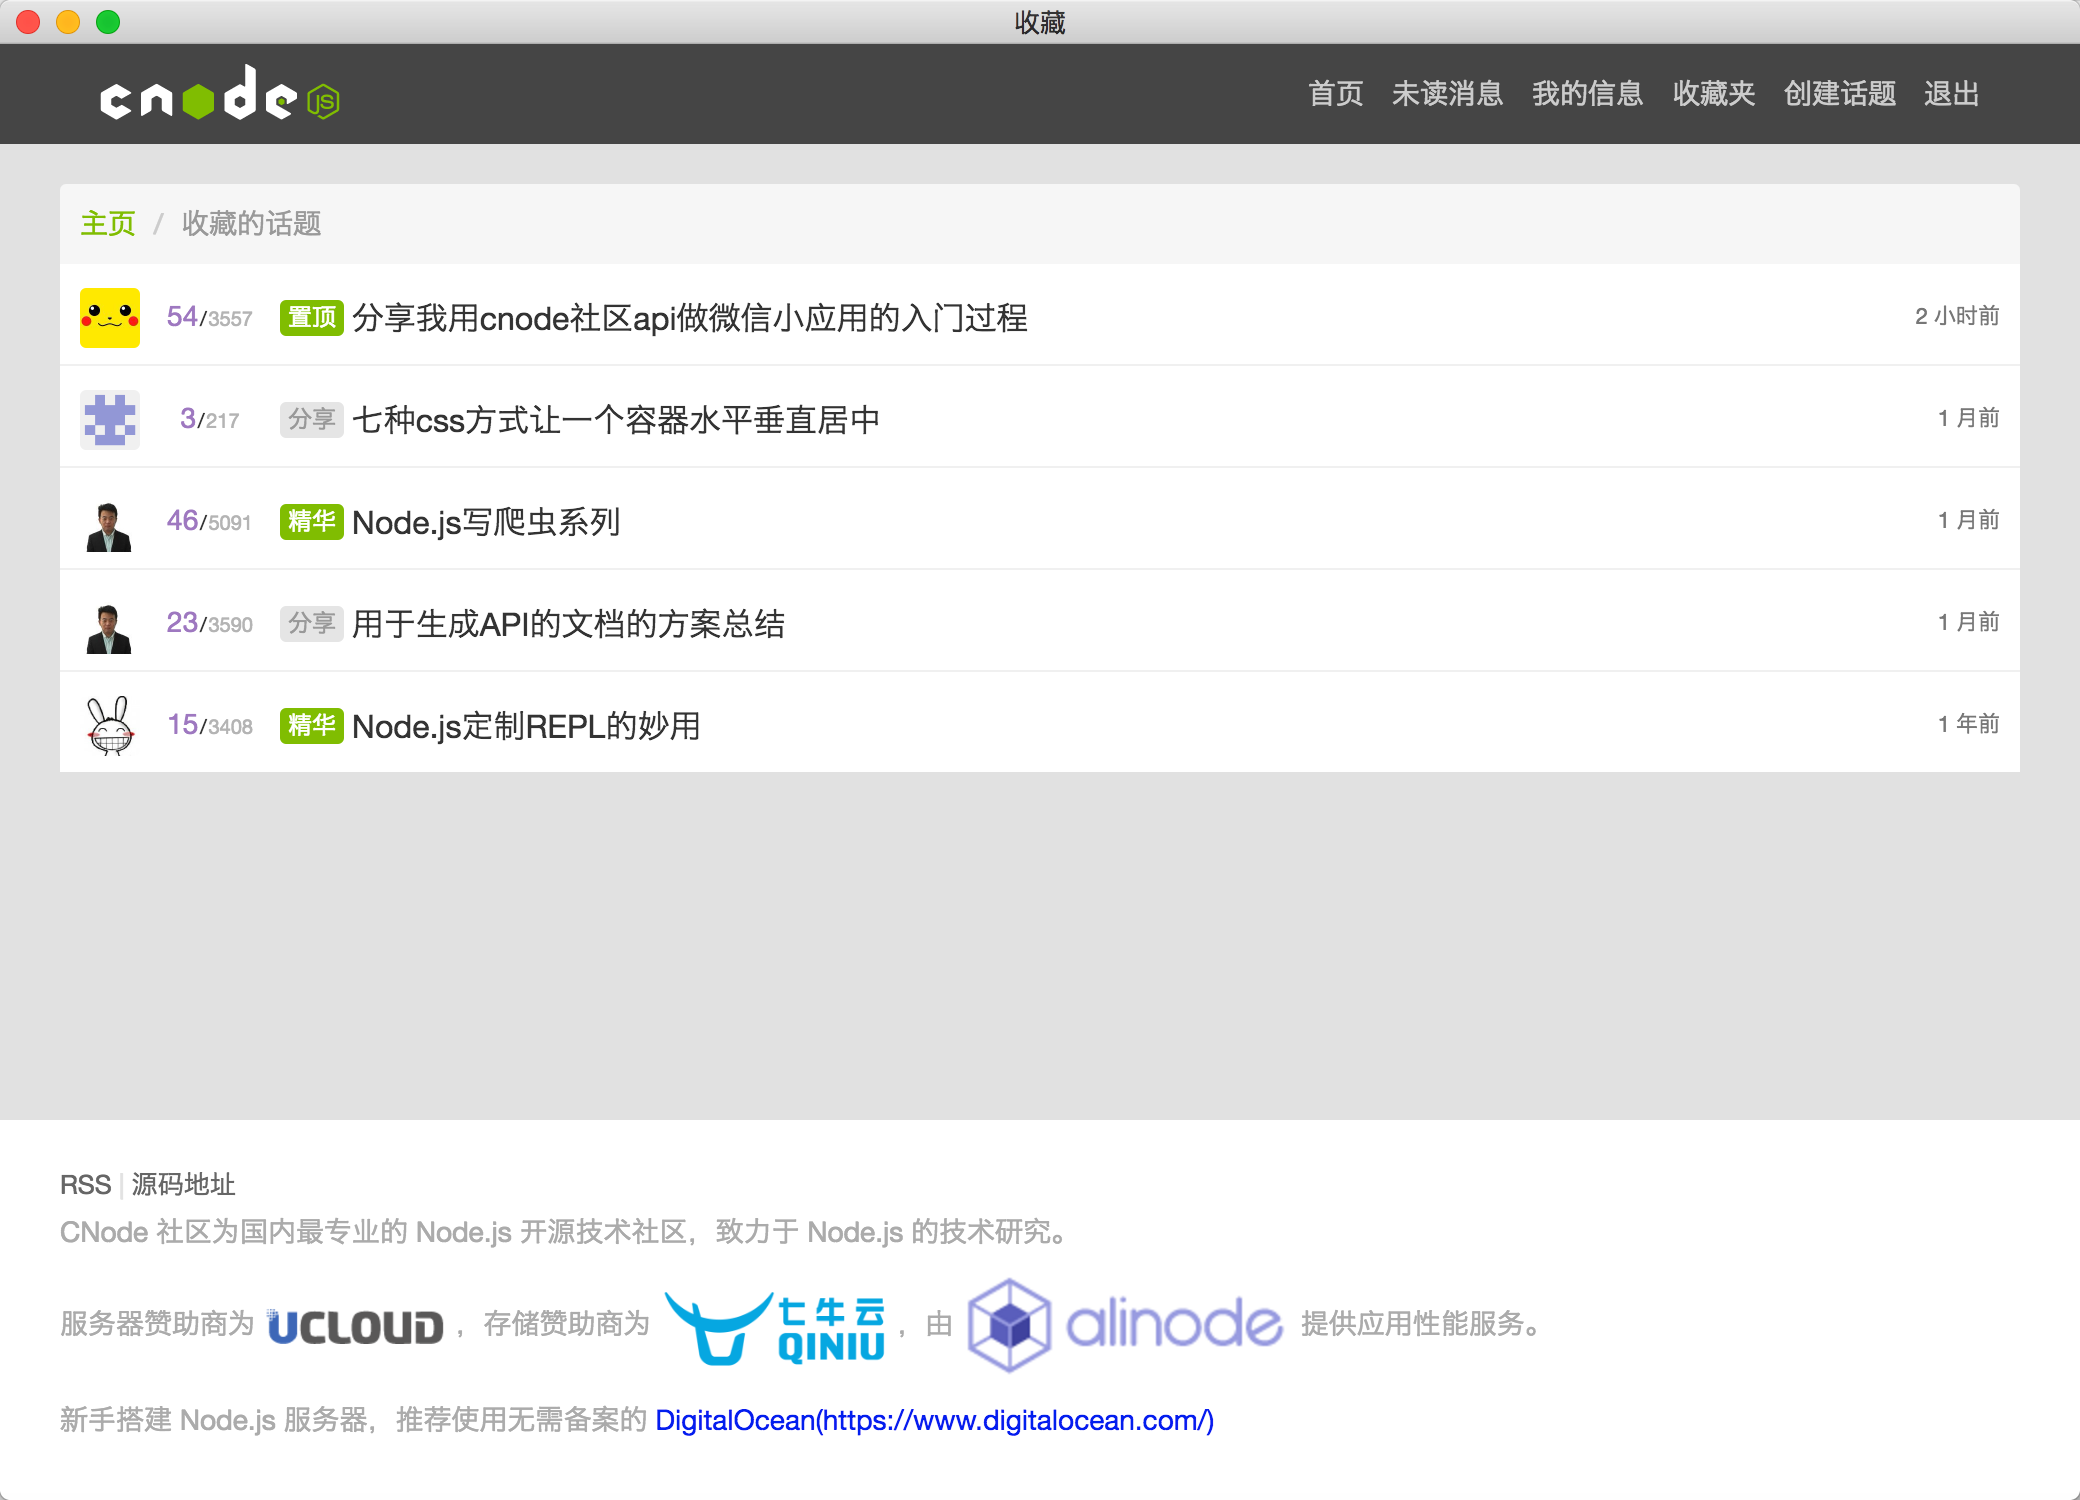 收藏
cnode JS 首页 未读消息 我的信息 收藏夹 创建话题 退出
主页 / 收藏的话题
54/3557 置顶 分享我用cnode社区api做微信小应用的入门过程 2 小时前
3/217 分享 七种css方式让一个容器水平垂直居中 1 月前
46/5091 精华 Node.js写爬虫系列 1 月前
23/3590 分享 用于生成API的文档的方案总结 1 月前
15/3408 精华 Node.js定制REPL的妙用 1 年前
RSS | 源码地址
CNode 社区为国内最专业的 Node.js 开源技术社区，致力于 Node.js 的技术研究。
服务器赞助商为 UCLOUD ，存储赞助商为 七牛云 QINIU ，由 alinode 提供应用性能服务。
新手搭建 Node.js 服务器，推荐使用无需备案的 DigitalOcean(https://www.digitalocean.com/)